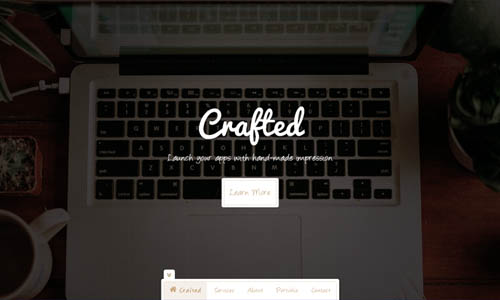 Crafted
Launch your apps with hand-made impression
Learn More
Crafted Services About Portfolio Contact